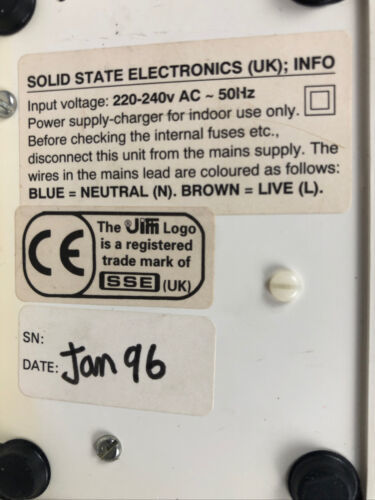 SOLID STATE ELECTRONICS (UK); INFO
Input voltage: 220-240v AC ~ 50Hz
Power supply-charger for indoor use only.
Before checking the internal fuses etc.,
disconnect this unit from the mains supply. The
wires in the mains lead are coloured as follows:
BLUE = NEUTRAL (N). BROWN = LIVE (L).
CE
The ®Jiffi Logo
is a registered
trade mark of
SSE (UK)
SN:
DATE: Jan 96